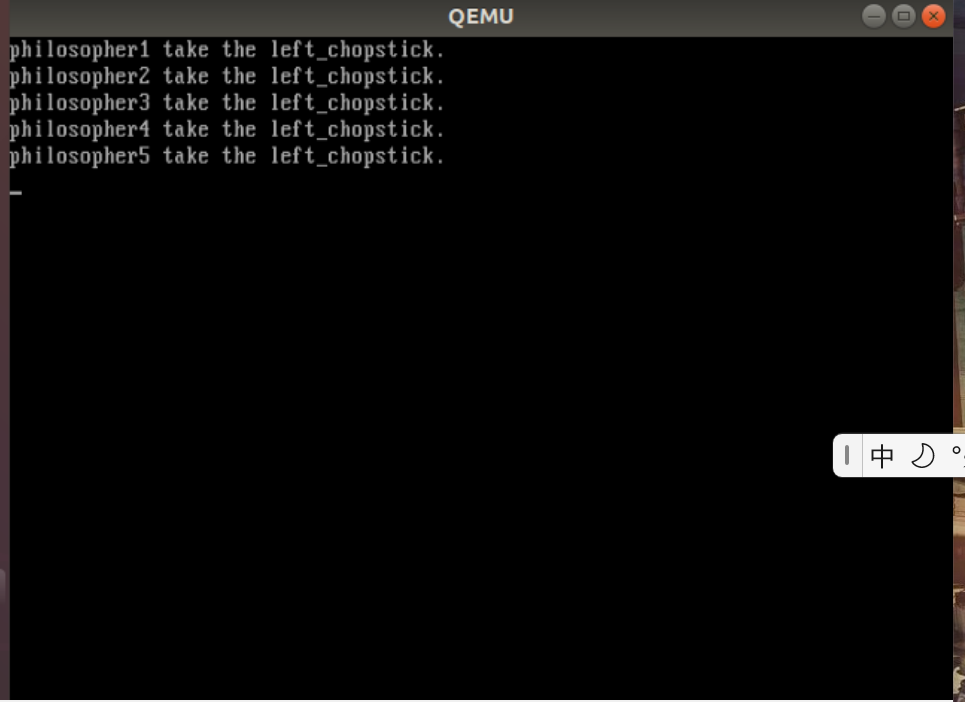 QEMU
philosopher1 take the left_chopstick.
philosopher2 take the left_chopstick.
philosopher3 take the left_chopstick.
philosopher4 take the left_chopstick.
philosopher5 take the left_chopstick.
_
中